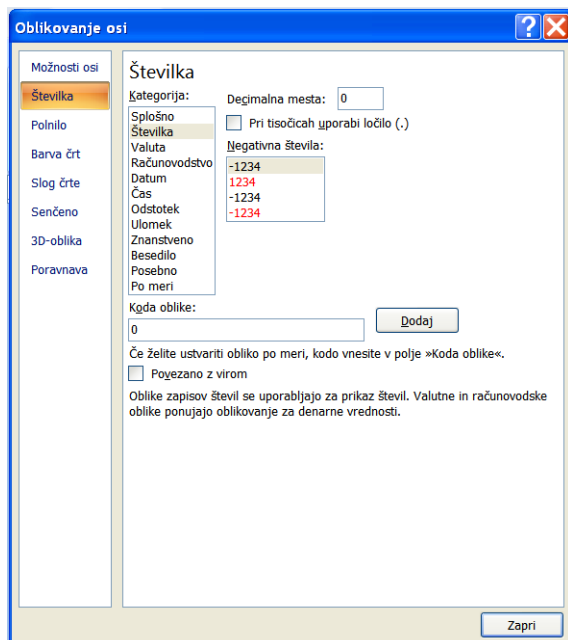 Oblikovanje osi
Možnosti osi
Številka
Polnilo
Barva črt
Slog črte
Senčeno
3D-oblika
Poravnava
Številka
Kategorija:
Splošno
Številka
Valuta
Računovodstvo
Datum
Čas
Odstotek
Ulomek
Znanstveno
Besedilo
Posebno
Po meri
Decimalna mesta: 0
Pri tisočicah uporabi ločilo (.)
Negativna števila:
-1234
1234
-1234
-1234
Koda oblike:
0
Dodaj
Če želite ustvariti obliko po meri, kodo vnesite v polje »Koda oblike«.
Povezano z virom
Oblike zapisov števil se uporabljajo za prikaz števil. Valutne in računovodske
oblike ponujajo oblikovanje za denarne vrednosti.
Zapri